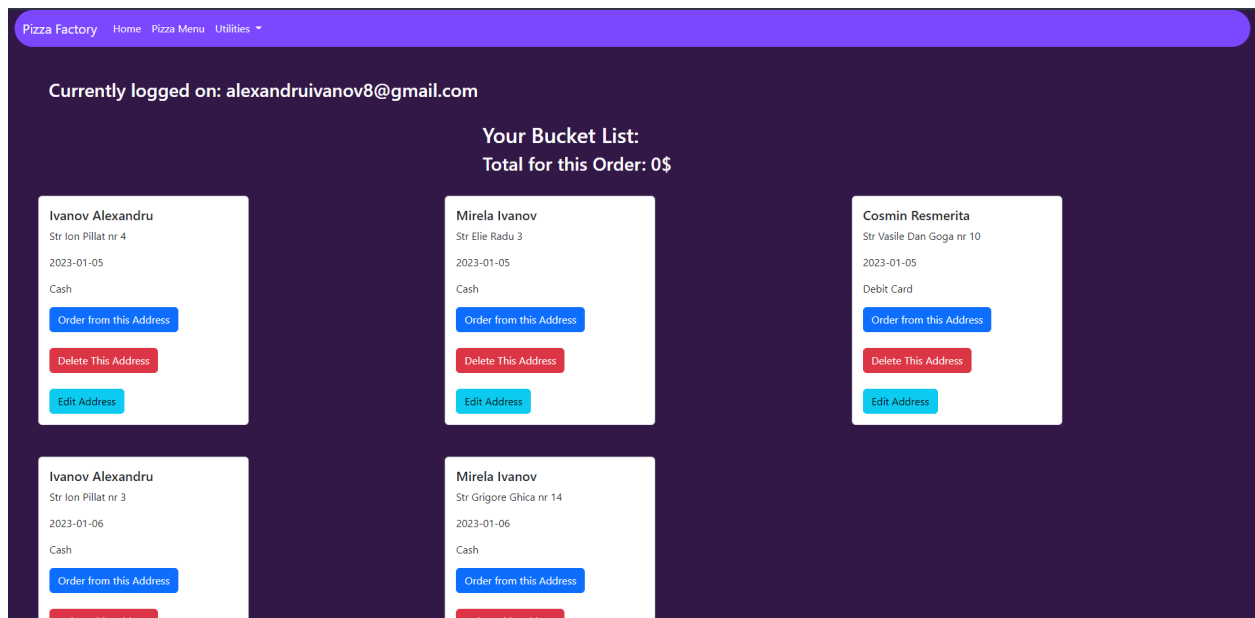 Pizza Factory Home Pizza Menu Utilities
Currently logged on: alexandruivanov8@gmail.com
Your Bucket List:
Total for this Order: 0$
Ivanov Alexandru
Str Ion Pillat nr 4
2023-01-05
Cash
Order from this Address
Delete This Address
Edit Address
Mirela Ivanov
Str Elie Radu 3
2023-01-05
Cash
Order from this Address
Delete This Address
Edit Address
Cosmin Resmerita
Str Vasile Dan Goga nr 10
2023-01-05
Debit Card
Order from this Address
Delete This Address
Edit Address
Ivanov Alexandru
Str Ion Pillat nr 3
2023-01-06
Cash
Order from this Address
Mirela Ivanov
Str Grigore Ghica nr 14
2023-01-06
Cash
Order from this Address